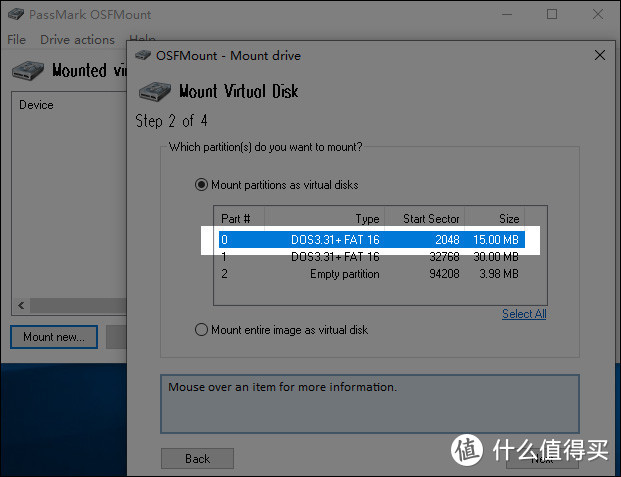 PassMark OSFMount
File Drive actions Help
Mounted vi
Device
Mount new...
OSFMount - Mount drive
Mount Virtual Disk
Step 2 of 4
Which partition(s) do you want to mount?
Mount partitions as virtual disks
Part # Type Start Sector Size
0 DOS3.31+ FAT 16 2048 15.00 MB
1 DOS3.31+ FAT 16 32768 30.00 MB
2 Empty partition 94208 3.98 MB
Select All
Mount entire image as virtual disk
Mouse over an item for more information.
Back
Next
值 什么值得买